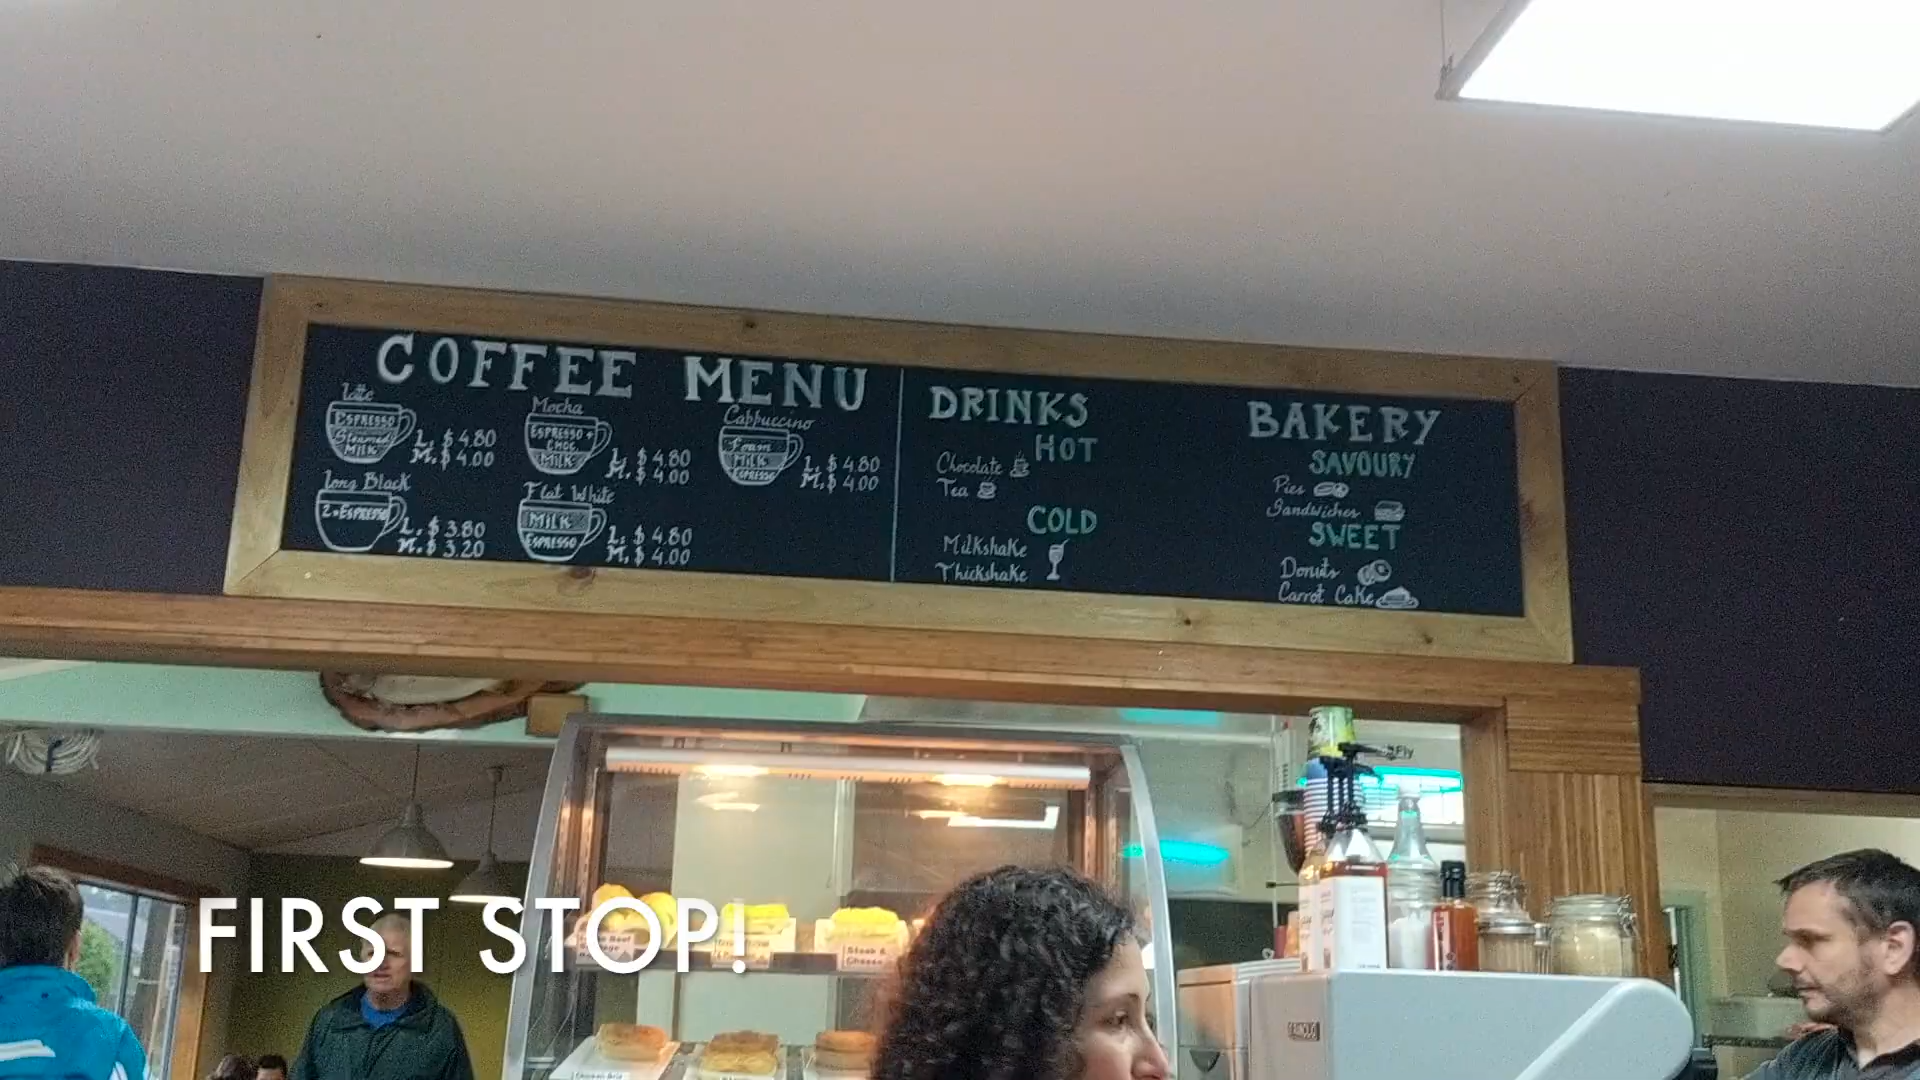 COFFEE MENU
Latte
ESPRESSO
Steamed
MILK
L. $ 4.80
M. $ 4.00
Mocha
ESPRESSO +
CHOC
MILK
L. $ 4.80
M. $ 4.00
Cappuccino
Foam
MILK
ESPRESSO
L. $ 4.80
M. $ 4.00
Long Black
2 × ESPRESSO
L. $ 3.80
M. $ 3.20
Flat White
MILK
ESPRESSO
L. $ 4.80
M. $ 4.00
DRINKS
HOT
Chocolate
Tea
COLD
Milkshake
Thickshake
BAKERY
SAVOURY
Pies
Sandwiches
SWEET
Donuts
Carrot Cake
Fly
Steak &
Cheese
FIRST STOP!